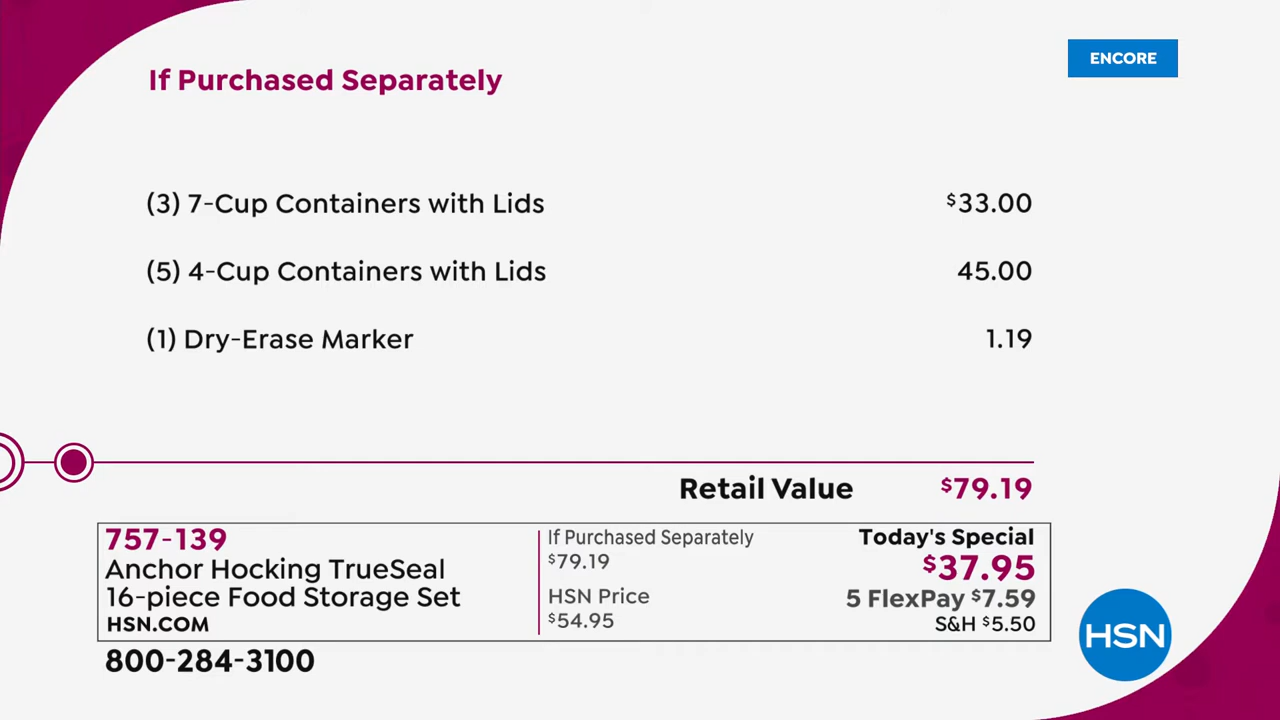 If Purchased Separately
ENCORE
(3) 7-Cup Containers with Lids $33.00
(5) 4-Cup Containers with Lids 45.00
(1) Dry-Erase Marker 1.19
Retail Value $79.19
757-139
Anchor Hocking TrueSeal
16-piece Food Storage Set
HSN.COM
If Purchased Separately
$79.19
HSN Price
$54.95
Today's Special
$37.95
5 FlexPay $7.59
S&H $5.50
HSN
800-284-3100